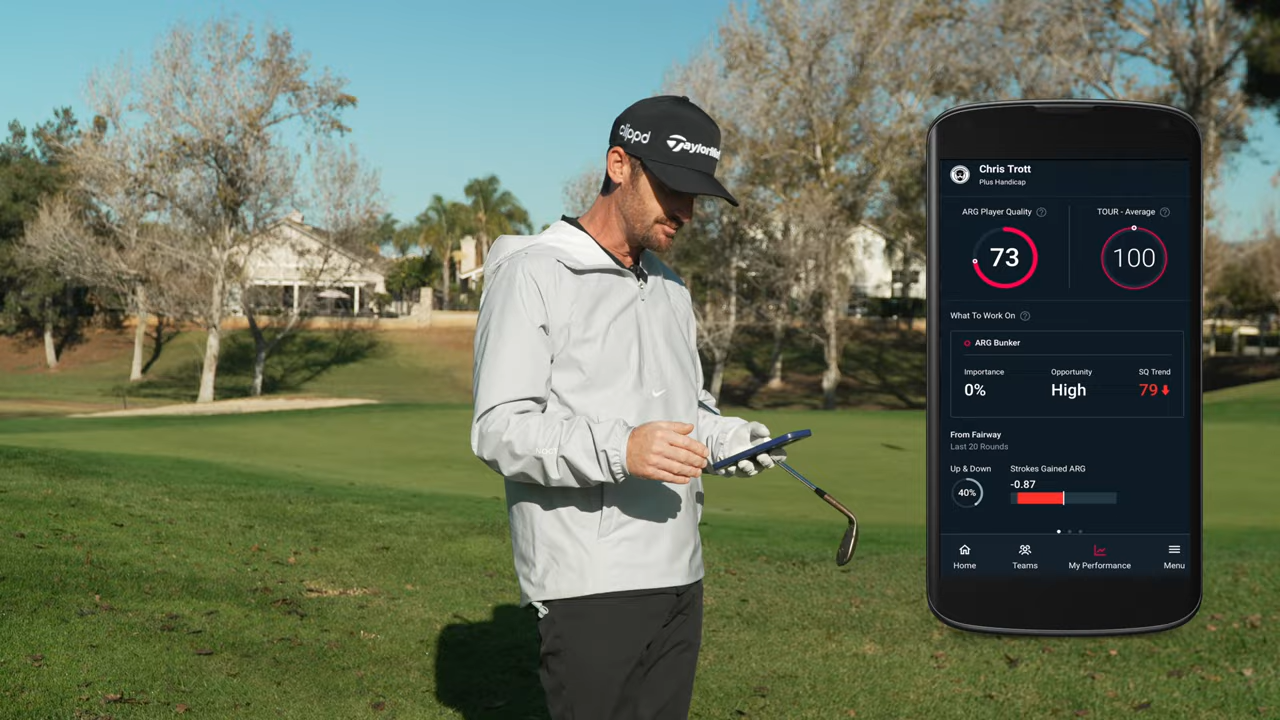 clippd
TaylorMade
Chris Trott
Plus Handicap
ARG Player Quality
TOUR - Average
73
100
What To Work On
ARG Bunker
Importance
Opportunity
SQ Trend
0%
High
79
From Fairway
Last 20 Rounds
Up & Down
Strokes Gained ARG
40%
-0.87
Home
Teams
My Performance
Menu